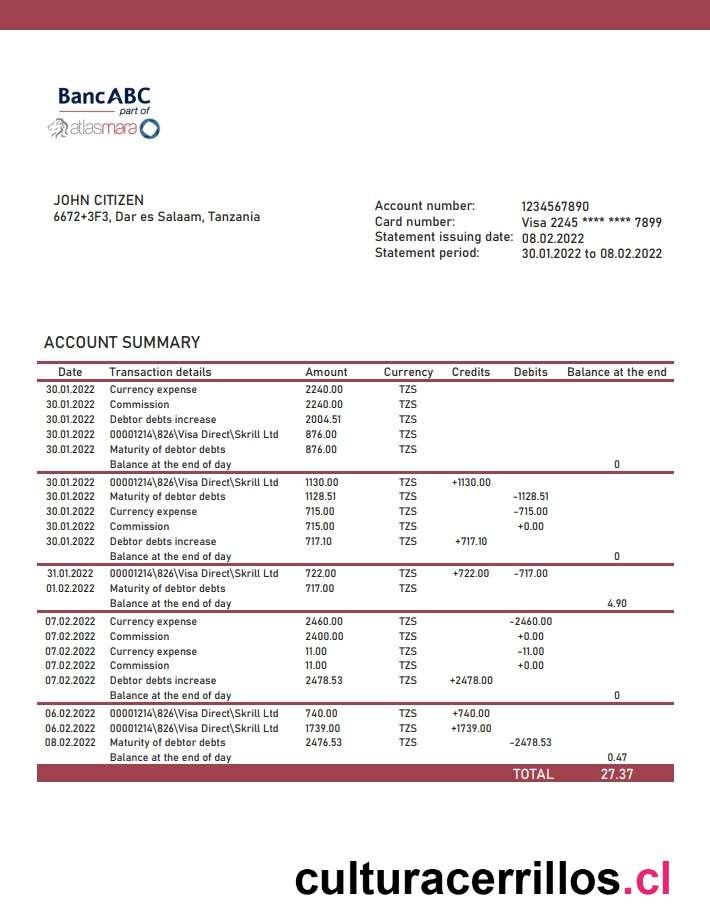 BancABC
part of
atlasmara
JOHN CITIZEN
6672+3F3, Dar es Salaam, Tanzania
Account number: 1234567890
Card number: Visa 2245 **** **** 7899
Statement issuing date: 08.02.2022
Statement period: 30.01.2022 to 08.02.2022
ACCOUNT SUMMARY
Date Transaction details Amount Currency Credits Debits Balance at the end
30.01.2022 Currency expense 2240.00 TZS
30.01.2022 Commission 2240.00 TZS
30.01.2022 Debtor debts increase 2004.51 TZS
30.01.2022 00001214\826\Visa Direct\Skrill Ltd 876.00 TZS
30.01.2022 Maturity of debtor debts 876.00 TZS
Balance at the end of day 0
30.01.2022 00001214\826\Visa Direct\Skrill Ltd 1130.00 TZS +1130.00
30.01.2022 Maturity of debtor debts 1128.51 TZS -1128.51
30.01.2022 Currency expense 715.00 TZS -715.00
30.01.2022 Commission 715.00 TZS +0.00
30.01.2022 Debtor debts increase 717.10 TZS +717.10
Balance at the end of day 0
31.01.2022 00001214\826\Visa Direct\Skrill Ltd 722.00 TZS +722.00 -717.00
01.02.2022 Maturity of debtor debts 717.00 TZS
Balance at the end of day 4.90
07.02.2022 Currency expense 2460.00 TZS -2460.00
07.02.2022 Commission 2400.00 TZS +0.00
07.02.2022 Currency expense 11.00 TZS -11.00
07.02.2022 Commission 11.00 TZS +0.00
07.02.2022 Debtor debts increase 2478.53 TZS +2478.00
Balance at the end of day 0
06.02.2022 00001214\826\Visa Direct\Skrill Ltd 740.00 TZS +740.00
06.02.2022 00001214\826\Visa Direct\Skrill Ltd 1739.00 TZS +1739.00
08.02.2022 Maturity of debtor debts 2476.53 TZS -2478.53
Balance at the end of day 0.47
TOTAL 27.37
culturacerrillos.cl